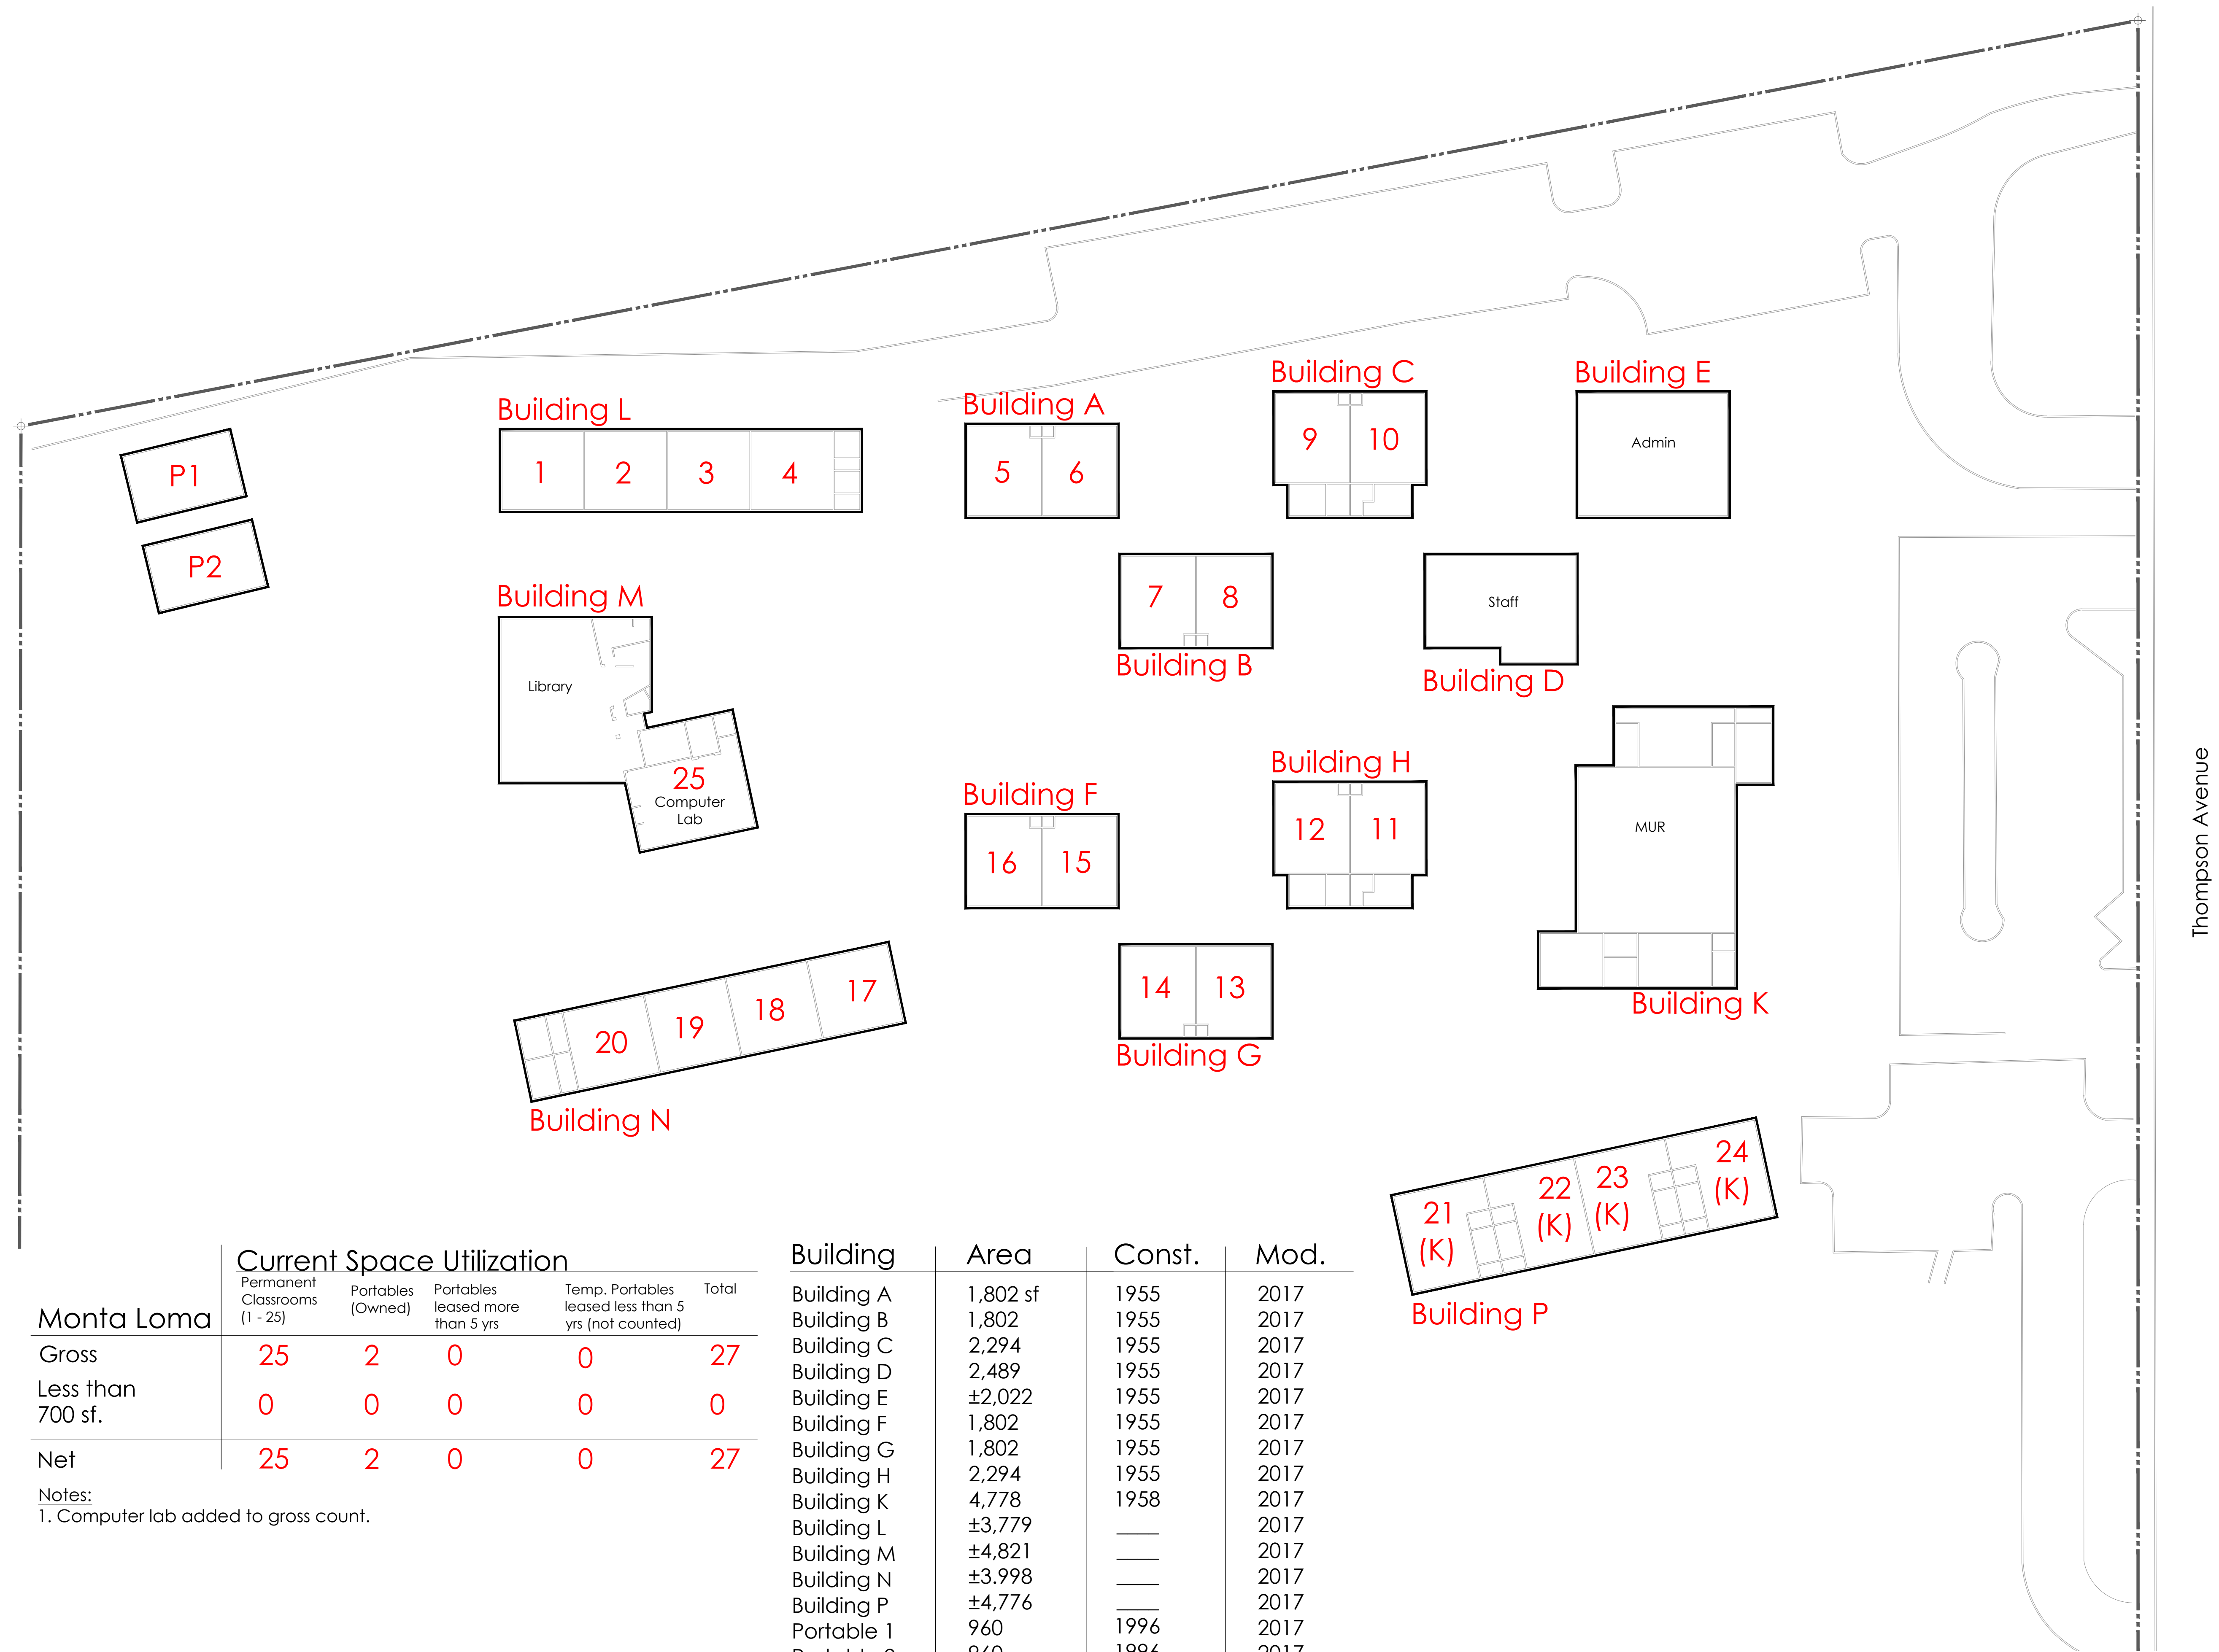 Building C
Building E
Building L
Building A
9
10
Admin
P1
1
2
3
4
5
6
P2
Building M
7
8
Staff
Building B
Building D
Library
Thompson Avenue
Building H
25
Computer
Lab
Building F
12
11
MUR
16
15
14
13
Building K
17
18
19
20
Building G
Building N
24
(K)
23
(K)
22
(K)
21
(K)
Building P
Current Space Utilization
Monta Loma
Permanent
Classrooms
(1 - 25)
Portables
(Owned)
Portables
leased more
than 5 yrs
Temp. Portables
leased less than 5
yrs (not counted)
Total
Gross 25 2 0 0 27
Less than
700 sf. 0 0 0 0 0
Net 25 2 0 0 27
Notes:
1. Computer lab added to gross count.
Building Area Const. Mod.
Building A 1,802 sf 1955 2017
Building B 1,802 1955 2017
Building C 2,294 1955 2017
Building D 2,489 1955 2017
Building E ±2,022 1955 2017
Building F 1,802 1955 2017
Building G 1,802 1955 2017
Building H 2,294 1955 2017
Building K 4,778 1958 2017
Building L ±3,779 ____ 2017
Building M ±4,821 ____ 2017
Building N ±3.998 ____ 2017
Building P ±4,776 ____ 2017
Portable 1 960 1996 2017